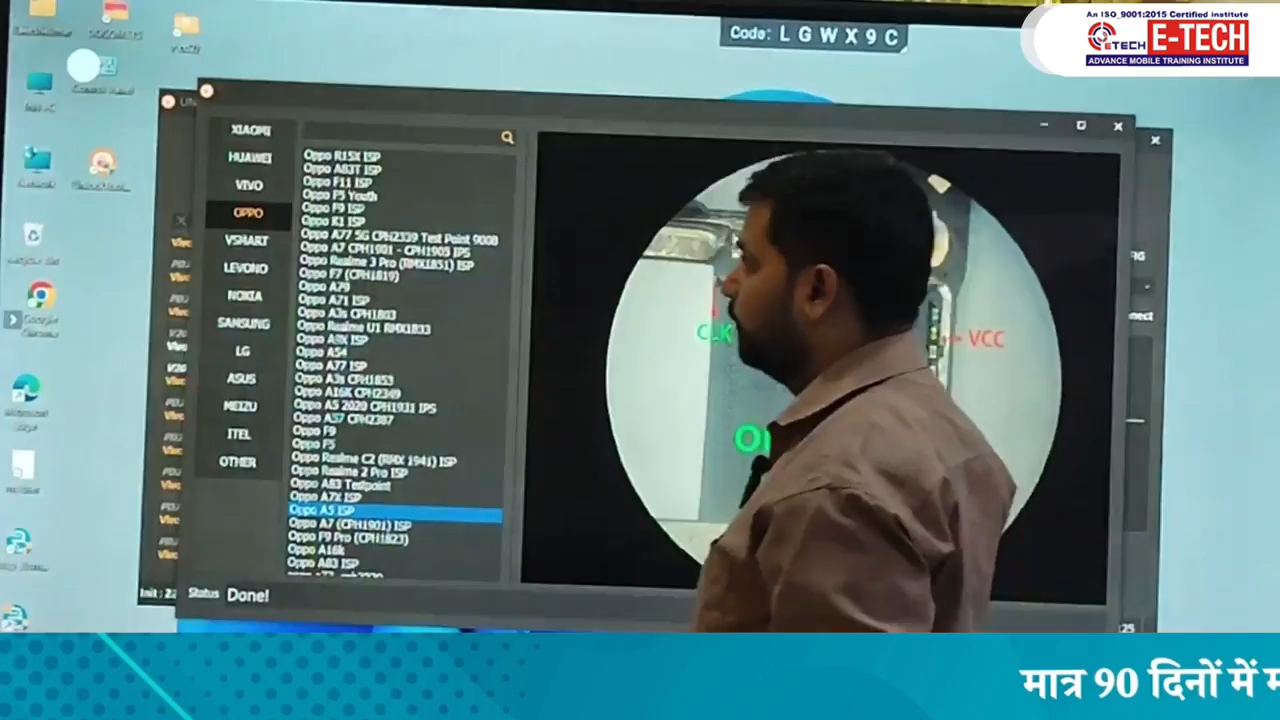 An ISO 9001:2015 Certified institute
ETECH E-TECH
ADVANCE MOBILE TRAINING INSTITUTE
Code: L G W X 9 C
XIAOMI
HUAWEI
VIVO
OPPO
VSMART
LEVONO
NOKIA
SAMSUNG
LG
ASUS
MEIZU
ITEL
OTHER
Oppo R15X ISP
Oppo A83T ISP
Oppo F11 ISP
Oppo F5 Youth
Oppo F9 ISP
Oppo K1 ISP
Oppo A77 5G CPH2339 Test Point 9008
Oppo A7 CPH1901 - CPH1905 IPS
Oppo Realme 3 Pro (RMX1851) ISP
Oppo F7 (CPH1819)
Oppo A79
Oppo A71 ISP
Oppo A3s CPH1803
Oppo Realme U1 RMX1833
Oppo A9X ISP
Oppo A54
Oppo A77 ISP
Oppo A3s CPH1853
Oppo A16K CPH2349
Oppo A5 2020 CPH1931 IPS
Oppo A57 CPH2387
Oppo F9
Oppo F5
Oppo Realme C2 (RMX 1941) ISP
Oppo Realme 2 Pro ISP
Oppo A83 Testpoint
Oppo A7X ISP
Oppo A5 ISP
Oppo A7 (CPH1901) ISP
Oppo F9 Pro (CPH1823)
Oppo A16k
Oppo A83 ISP
CLK
VCC
Status Done!
Google
Chrome
मात्र 90 दिनों में